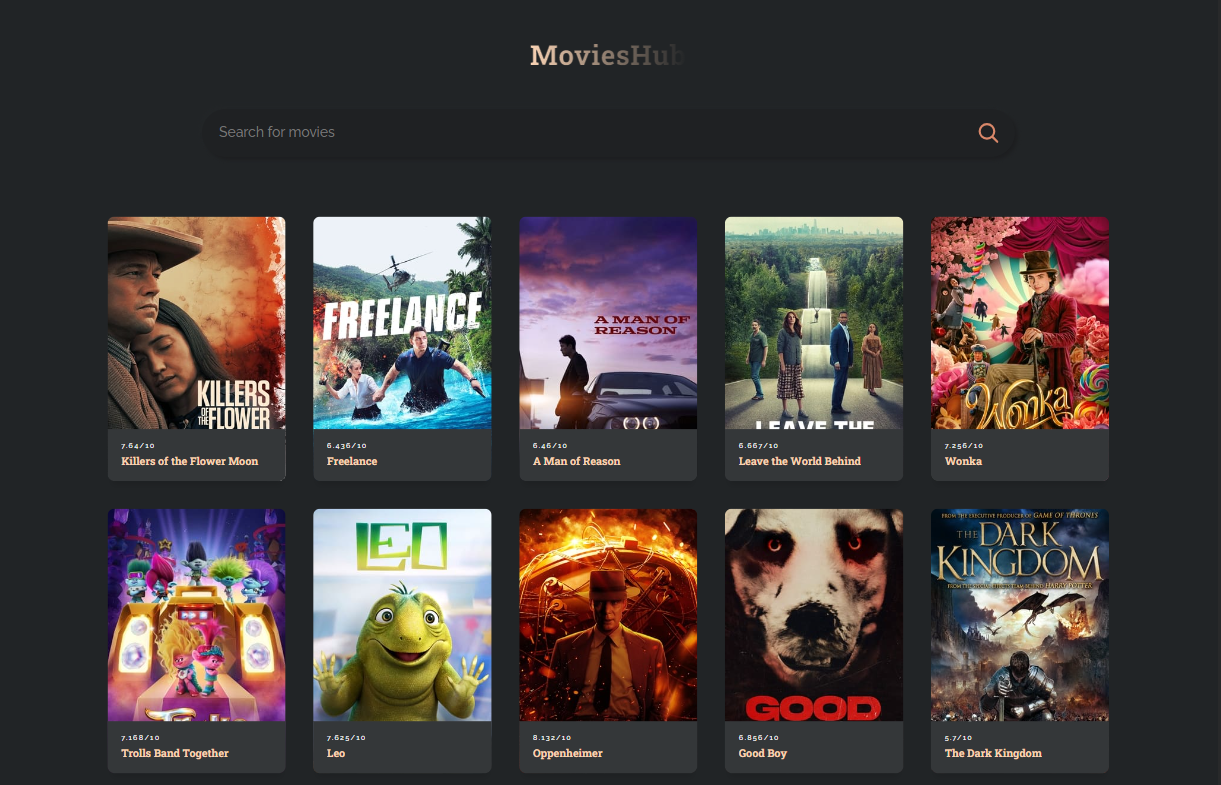 MoviesHub
Search for movies
KILLERS
OF THE FLOWER
7.64/10
Killers of the Flower Moon
FREELANCE
6.436/10
Freelance
A MAN OF
REASON
6.46/10
A Man of Reason
LEAVE THE
6.667/10
Leave the World Behind
Wonka
7.256/10
Wonka
7.168/10
Trolls Band Together
LEO
7.625/10
Leo
8.132/10
Oppenheimer
GOOD
6.856/10
Good Boy
FROM THE EXECUTIVE PRODUCER OF GAME OF THRONES
THE DARK
KINGDOM
HARRY POTTER
5.7/10
The Dark Kingdom